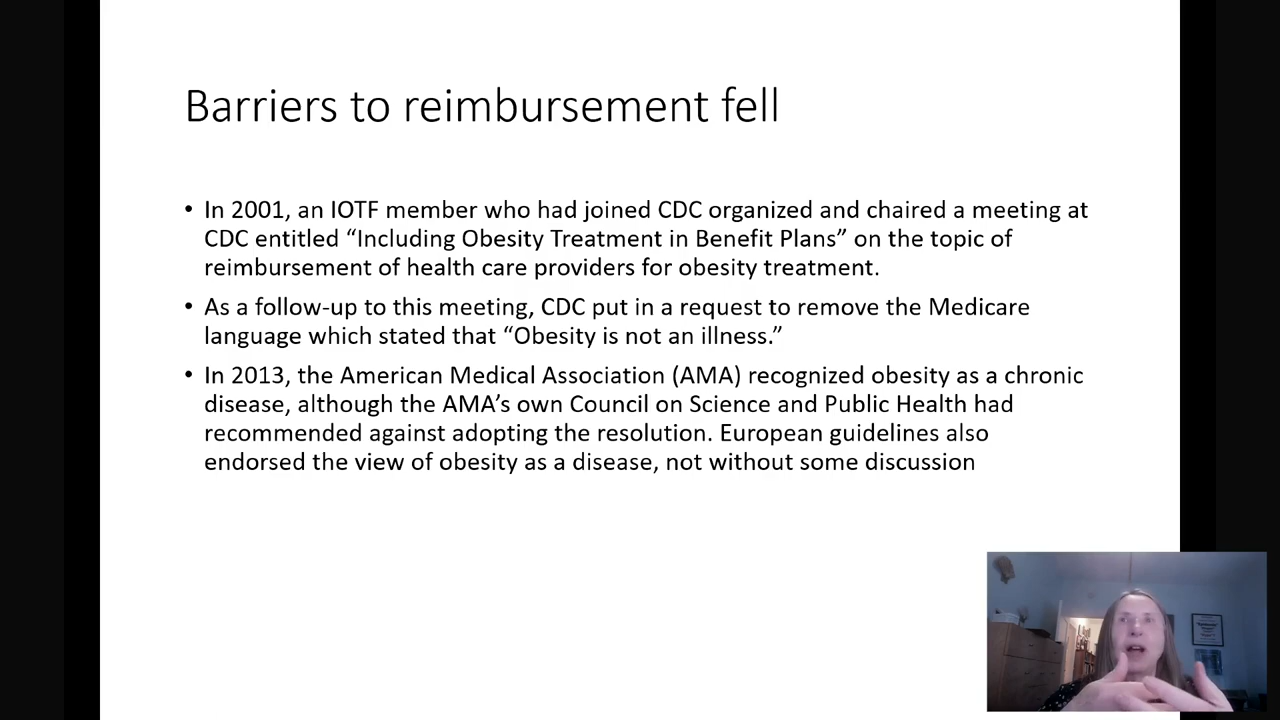 Barriers to reimbursement fell
• In 2001, an IOTF member who had joined CDC organized and chaired a meeting at
CDC entitled “Including Obesity Treatment in Benefit Plans” on the topic of
reimbursement of health care providers for obesity treatment.
• As a follow-up to this meeting, CDC put in a request to remove the Medicare
language which stated that “Obesity is not an illness.”
• In 2013, the American Medical Association (AMA) recognized obesity as a chronic
disease, although the AMA’s own Council on Science and Public Health had
recommended against adopting the resolution. European guidelines also
endorsed the view of obesity as a disease, not without some discussion